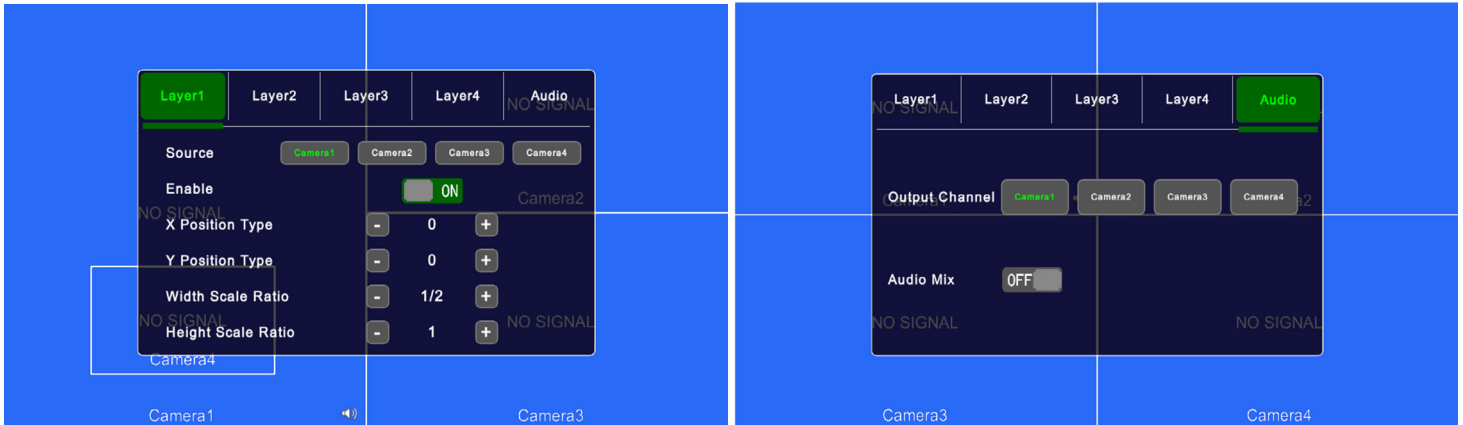 Layer1 Layer2 Layer3 Layer4 Audio
NO SIGNAL
Source Camera1 Camera2 Camera3 Camera4
Enable ON
Camera2
NO SIGNAL
X Position Type - 0 +
Y Position Type - 0 +
Width Scale Ratio - 1/2 +
NO SIGNAL NO SIGNAL
Height Scale Ratio - 1 +
Camera4
Camera1 Camera3
Layer1 Layer2 Layer3 Layer4 Audio
NO SIGNAL
Output Channel Camera1 Camera2 Camera3 Camera4
Camera1
Audio Mix OFF
NO SIGNAL NO SIGNAL
Camera3 Camera4